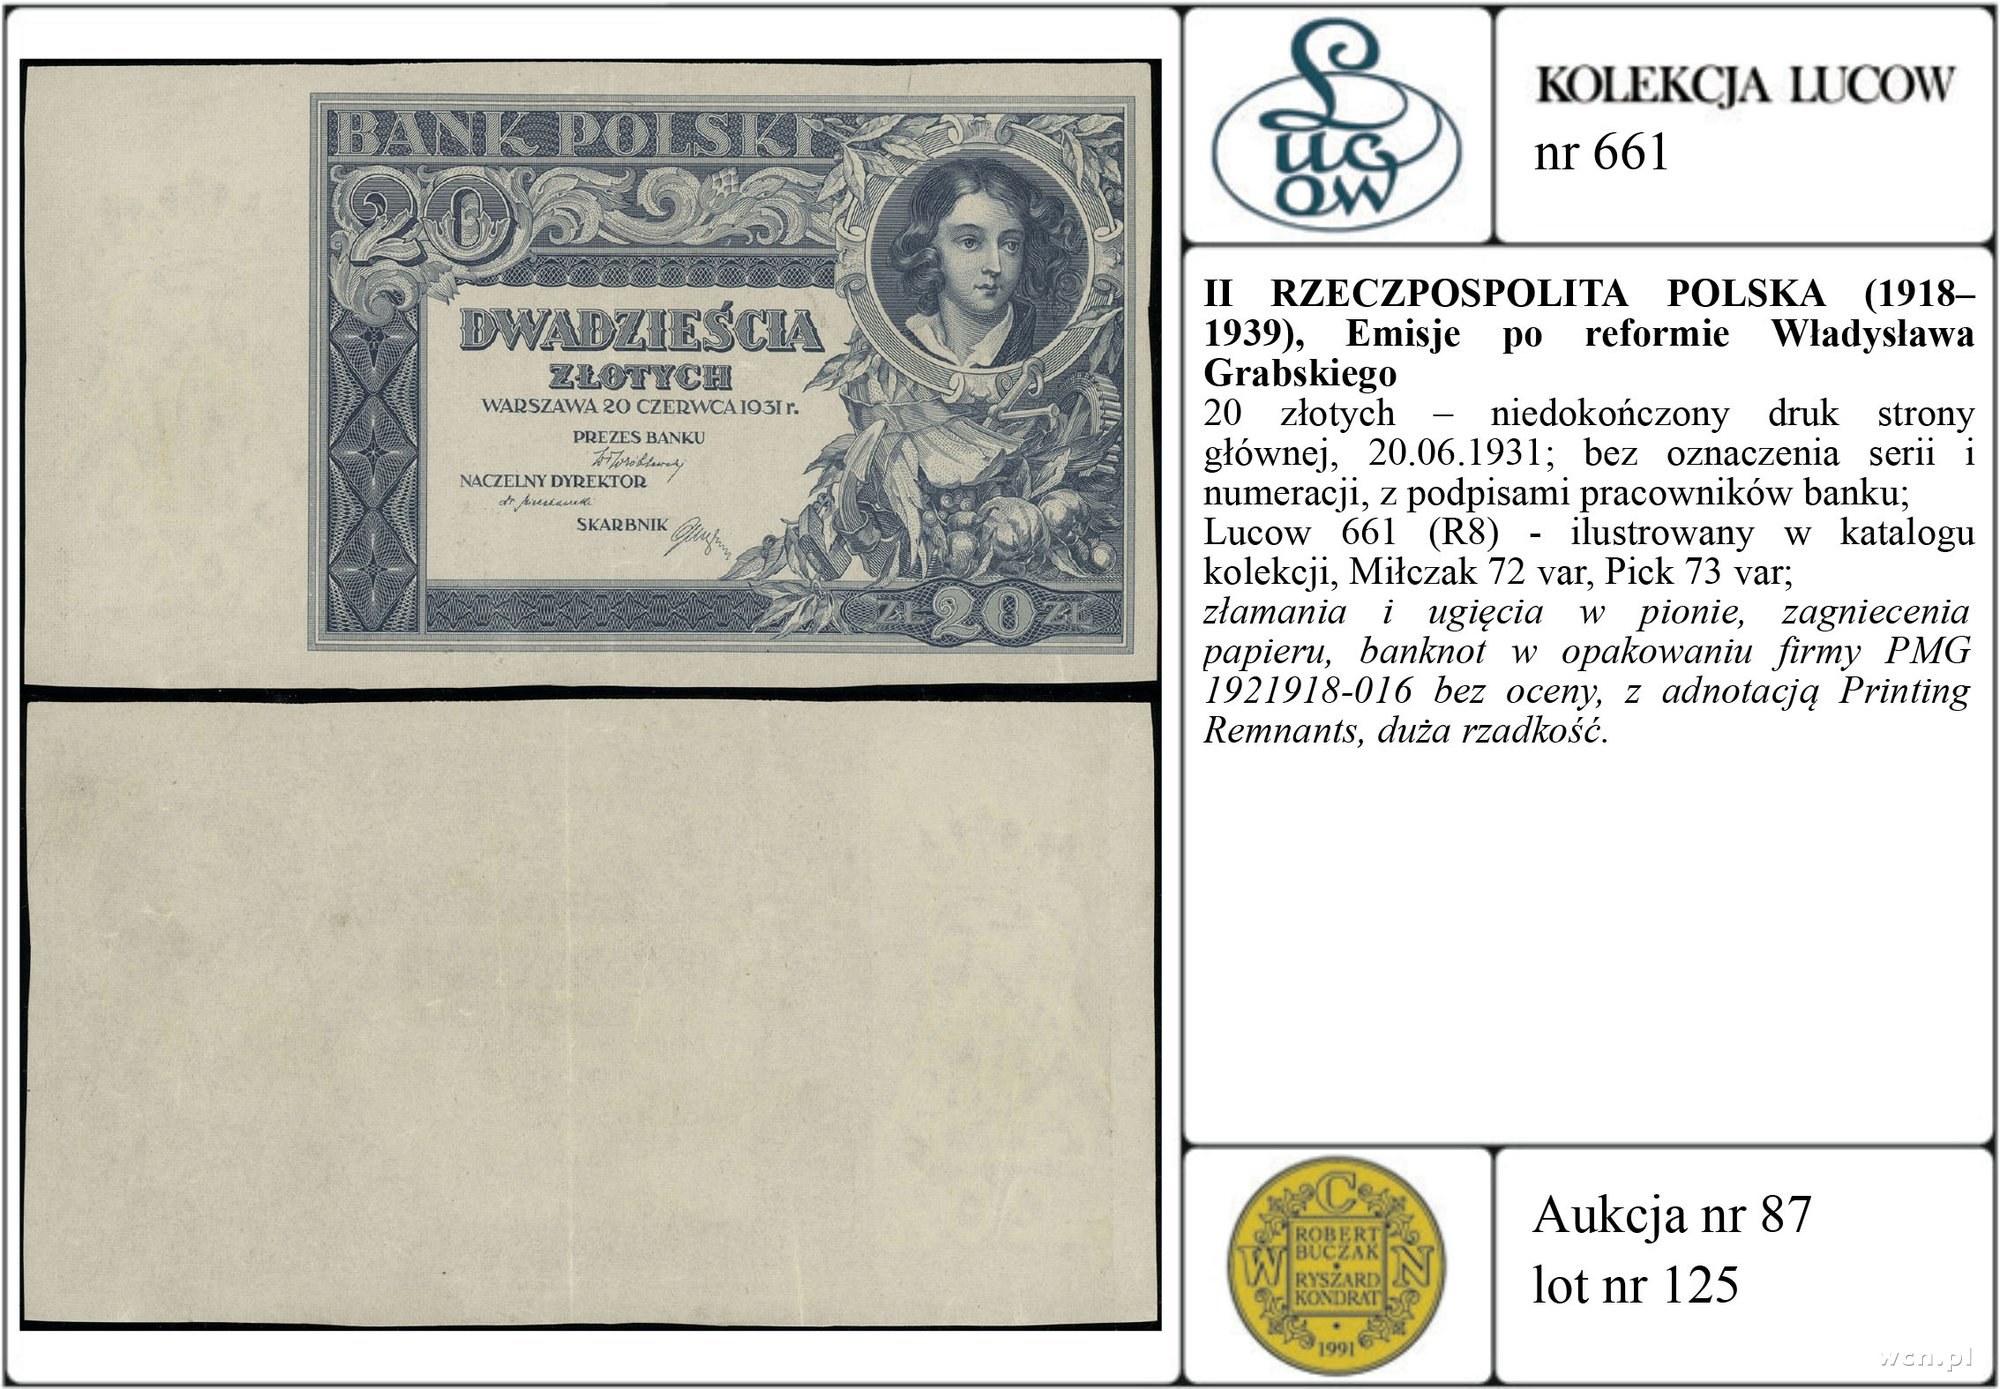 BANK POLSKI
20
DWADZIEŚCIA
ZŁOTYCH
WARSZAWA 20 CZERWCA 1931 r.
PREZES BANKU
NACZELNY DYREKTOR
SKARBNIK
ZŁ 20 ZŁ
Lucow
KOLEKCJA LUCOW
nr 661
II RZECZPOSPOLITA POLSKA (1918–
1939), Emisje po reformie Władysława
Grabskiego
20 złotych – niedokończony druk strony
głównej, 20.06.1931; bez oznaczenia serii i
numeracji, z podpisami pracowników banku;
Lucow 661 (R8) - ilustrowany w katalogu
kolekcji, Miłczak 72 var, Pick 73 var;
złamania i ugięcia w pionie, zagniecenia
papieru, banknot w opakowaniu firmy PMG
1921918-016 bez oceny, z adnotacją Printing
Remnants, duża rzadkość.
W C N
ROBERT
BUCZAK
RYSZARD
KONDRAT
1991
Aukcja nr 87
lot nr 125
wcn.pl